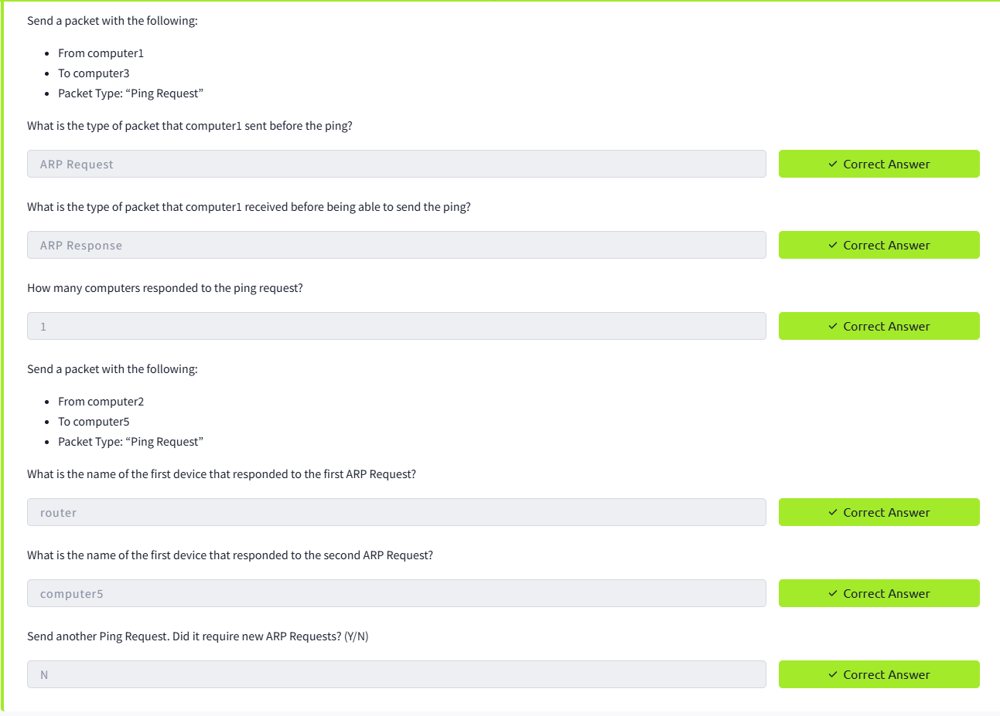 Send a packet with the following:
• From computer1
• To computer3
• Packet Type: “Ping Request”
What is the type of packet that computer1 sent before the ping?
ARP Request
✓ Correct Answer
What is the type of packet that computer1 received before being able to send the ping?
ARP Response
✓ Correct Answer
How many computers responded to the ping request?
1
✓ Correct Answer
Send a packet with the following:
• From computer2
• To computer5
• Packet Type: “Ping Request”
What is the name of the first device that responded to the first ARP Request?
router
✓ Correct Answer
What is the name of the first device that responded to the second ARP Request?
computer5
✓ Correct Answer
Send another Ping Request. Did it require new ARP Requests? (Y/N)
N
✓ Correct Answer